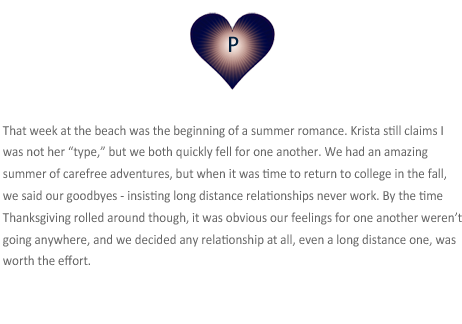 P
That week at the beach was the beginning of a summer romance. Krista still claims I
was not her “type,” but we both quickly fell for one another. We had an amazing
summer of carefree adventures, but when it was time to return to college in the fall,
we said our goodbyes - insisting long distance relationships never work. By the time
Thanksgiving rolled around though, it was obvious our feelings for one another weren’t
going anywhere, and we decided any relationship at all, even a long distance one, was
worth the effort.